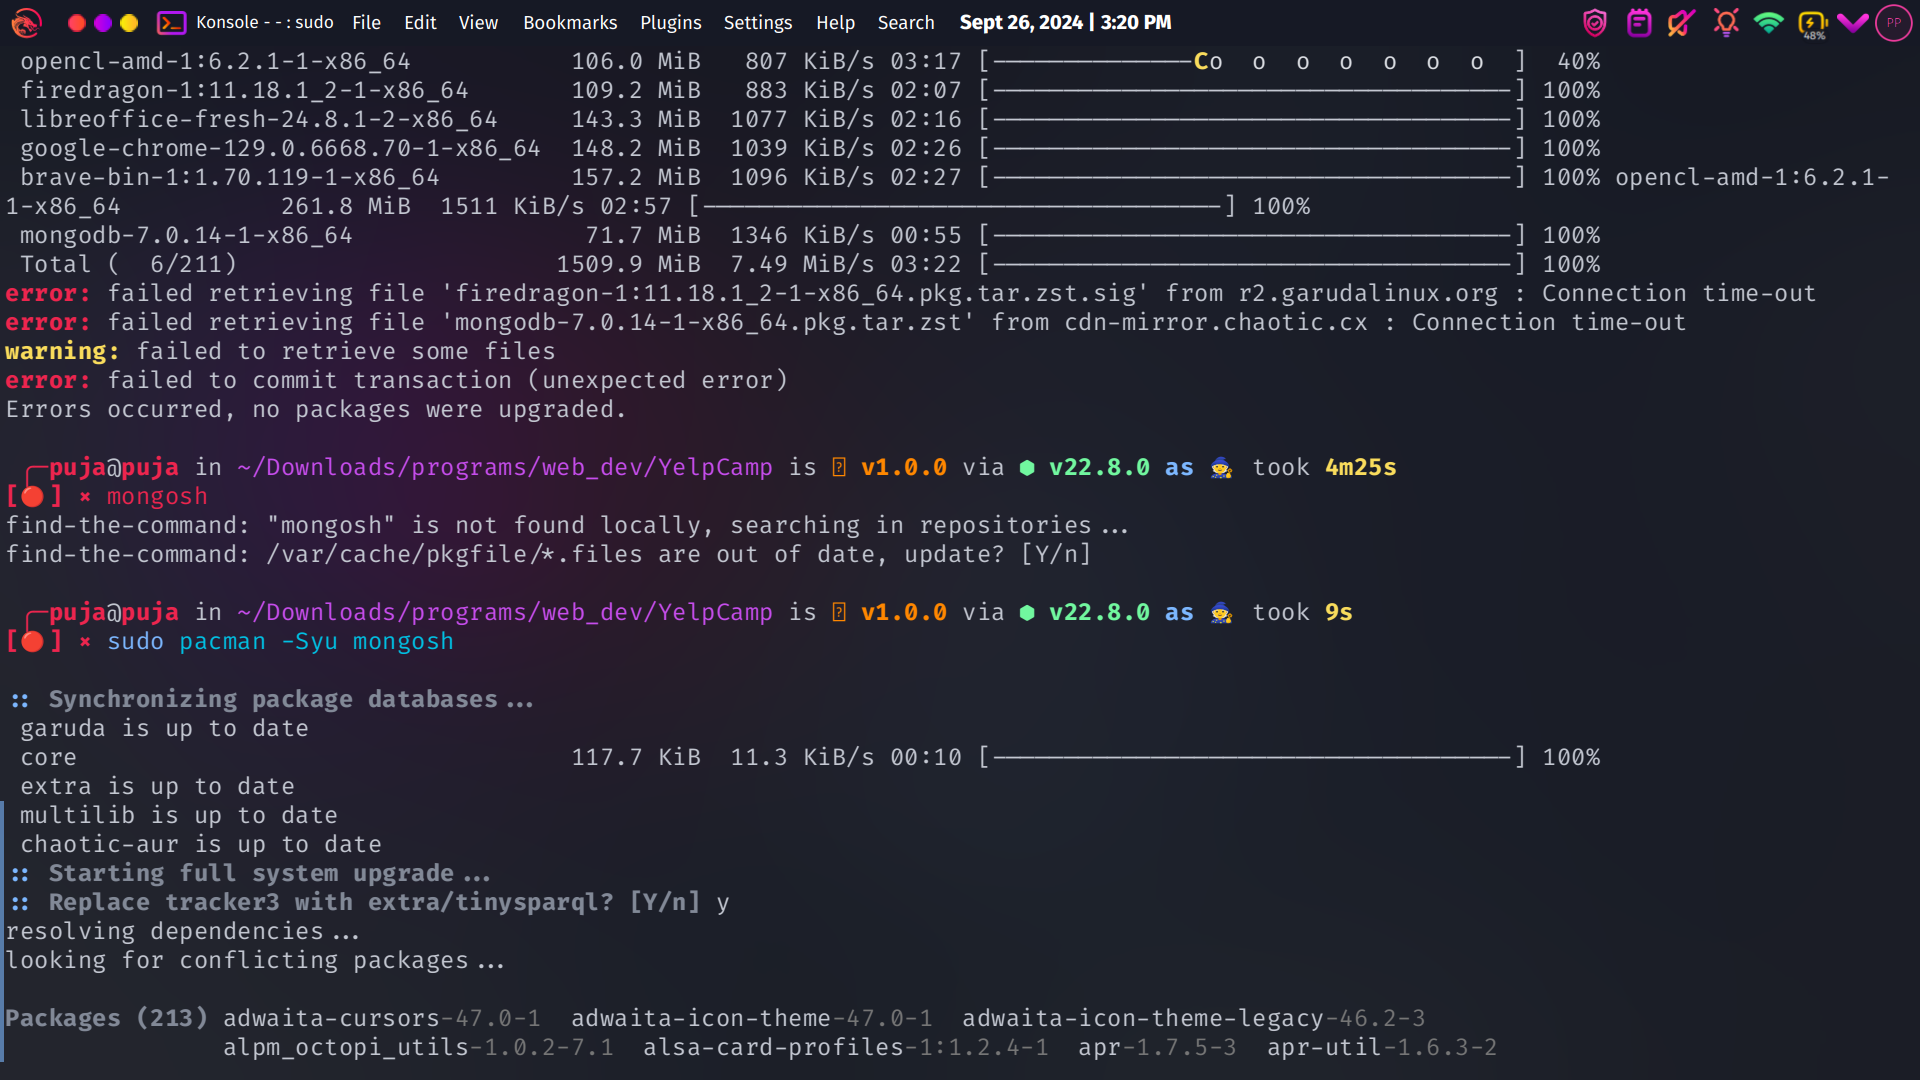 Konsole - - : sudo File Edit View Bookmarks Plugins Settings Help Search Sept 26, 2024 | 3:20 PM 48% PP
opencl-amd-1:6.2.1-1-x86_64 106.0 MiB 807 KiB/s 03:17 [——————————————Co o o o o o o ] 40%
firedragon-1:11.18.1_2-1-x86_64 109.2 MiB 883 KiB/s 02:07 [————————————————————————————————————] 100%
libreoffice-fresh-24.8.1-2-x86_64 143.3 MiB 1077 KiB/s 02:16 [————————————————————————————————————] 100%
google-chrome-129.0.6668.70-1-x86_64 148.2 MiB 1039 KiB/s 02:26 [————————————————————————————————————] 100%
brave-bin-1:1.70.119-1-x86_64 157.2 MiB 1096 KiB/s 02:27 [————————————————————————————————————] 100% opencl-amd-1:6.2.1-
1-x86_64 261.8 MiB 1511 KiB/s 02:57 [————————————————————————————————————] 100%
mongodb-7.0.14-1-x86_64 71.7 MiB 1346 KiB/s 00:55 [————————————————————————————————————] 100%
Total ( 6/211) 1509.9 MiB 7.49 MiB/s 03:22 [————————————————————————————————————] 100%
error: failed retrieving file 'firedragon-1:11.18.1_2-1-x86_64.pkg.tar.zst.sig' from r2.garudalinux.org : Connection time-out
error: failed retrieving file 'mongodb-7.0.14-1-x86_64.pkg.tar.zst' from cdn-mirror.chaotic.cx : Connection time-out
warning: failed to retrieve some files
error: failed to commit transaction (unexpected error)
Errors occurred, no packages were upgraded.
╭─puja@puja in ~/Downloads/programs/web_dev/YelpCamp is v1.0.0 via ⬢ v22.8.0 as 🧙 took 4m25s
[🔴] × mongosh
find-the-command: "mongosh" is not found locally, searching in repositories...
find-the-command: /var/cache/pkgfile/*.files are out of date, update? [Y/n]
╭─puja@puja in ~/Downloads/programs/web_dev/YelpCamp is v1.0.0 via ⬢ v22.8.0 as 🧙 took 9s
[🔴] × sudo pacman -Syu mongosh
:: Synchronizing package databases...
garuda is up to date
core 117.7 KiB 11.3 KiB/s 00:10 [————————————————————————————————————] 100%
extra is up to date
multilib is up to date
chaotic-aur is up to date
:: Starting full system upgrade...
:: Replace tracker3 with extra/tinysparql? [Y/n] y
resolving dependencies...
looking for conflicting packages...
Packages (213) adwaita-cursors-47.0-1 adwaita-icon-theme-47.0-1 adwaita-icon-theme-legacy-46.2-3
alpm_octopi_utils-1.0.2-7.1 alsa-card-profiles-1:1.2.4-1 apr-1.7.5-3 apr-util-1.6.3-2